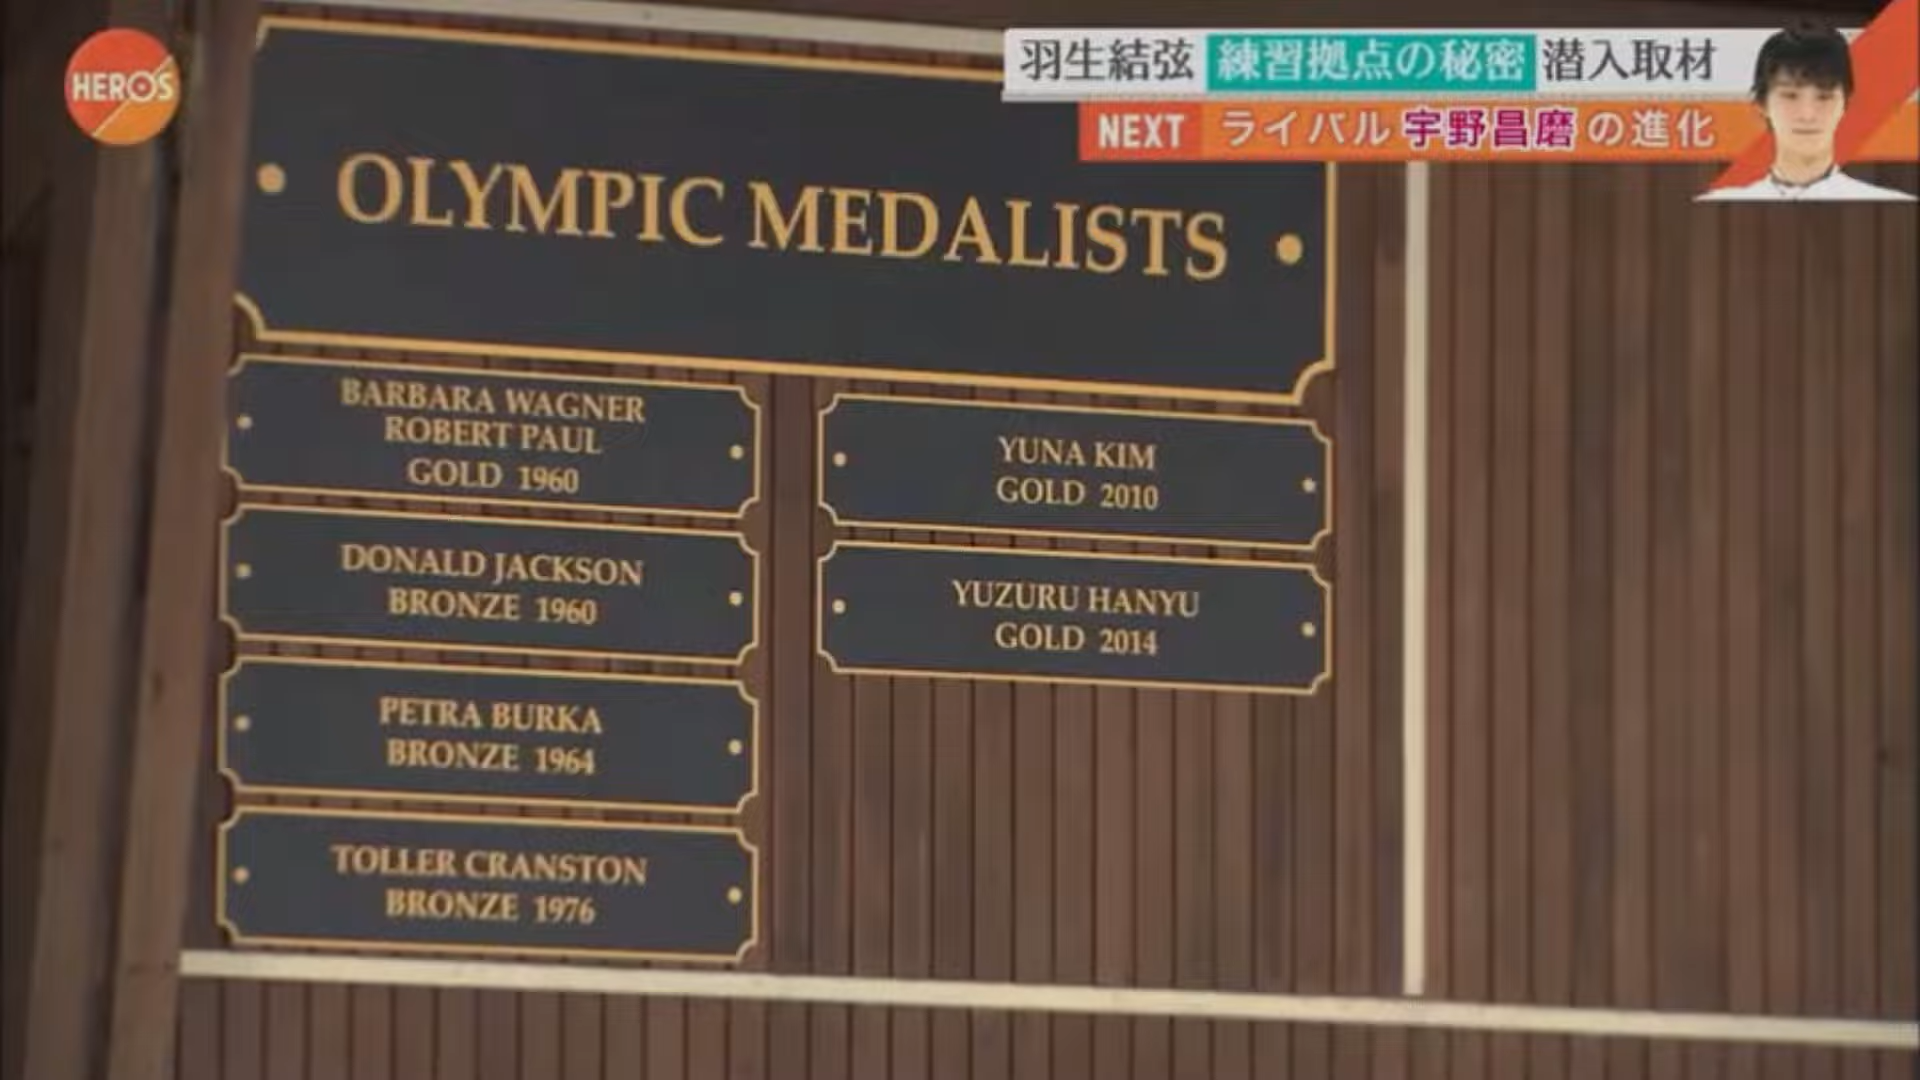 HEROS
羽生結弦 練習拠点の秘密 潜入取材
NEXT ライバル 宇野昌磨 の進化
OLYMPIC MEDALISTS
BARBARA WAGNER
ROBERT PAUL
GOLD 1960
DONALD JACKSON
BRONZE 1960
PETRA BURKA
BRONZE 1964
TOLLER CRANSTON
BRONZE 1976
YUNA KIM
GOLD 2010
YUZURU HANYU
GOLD 2014